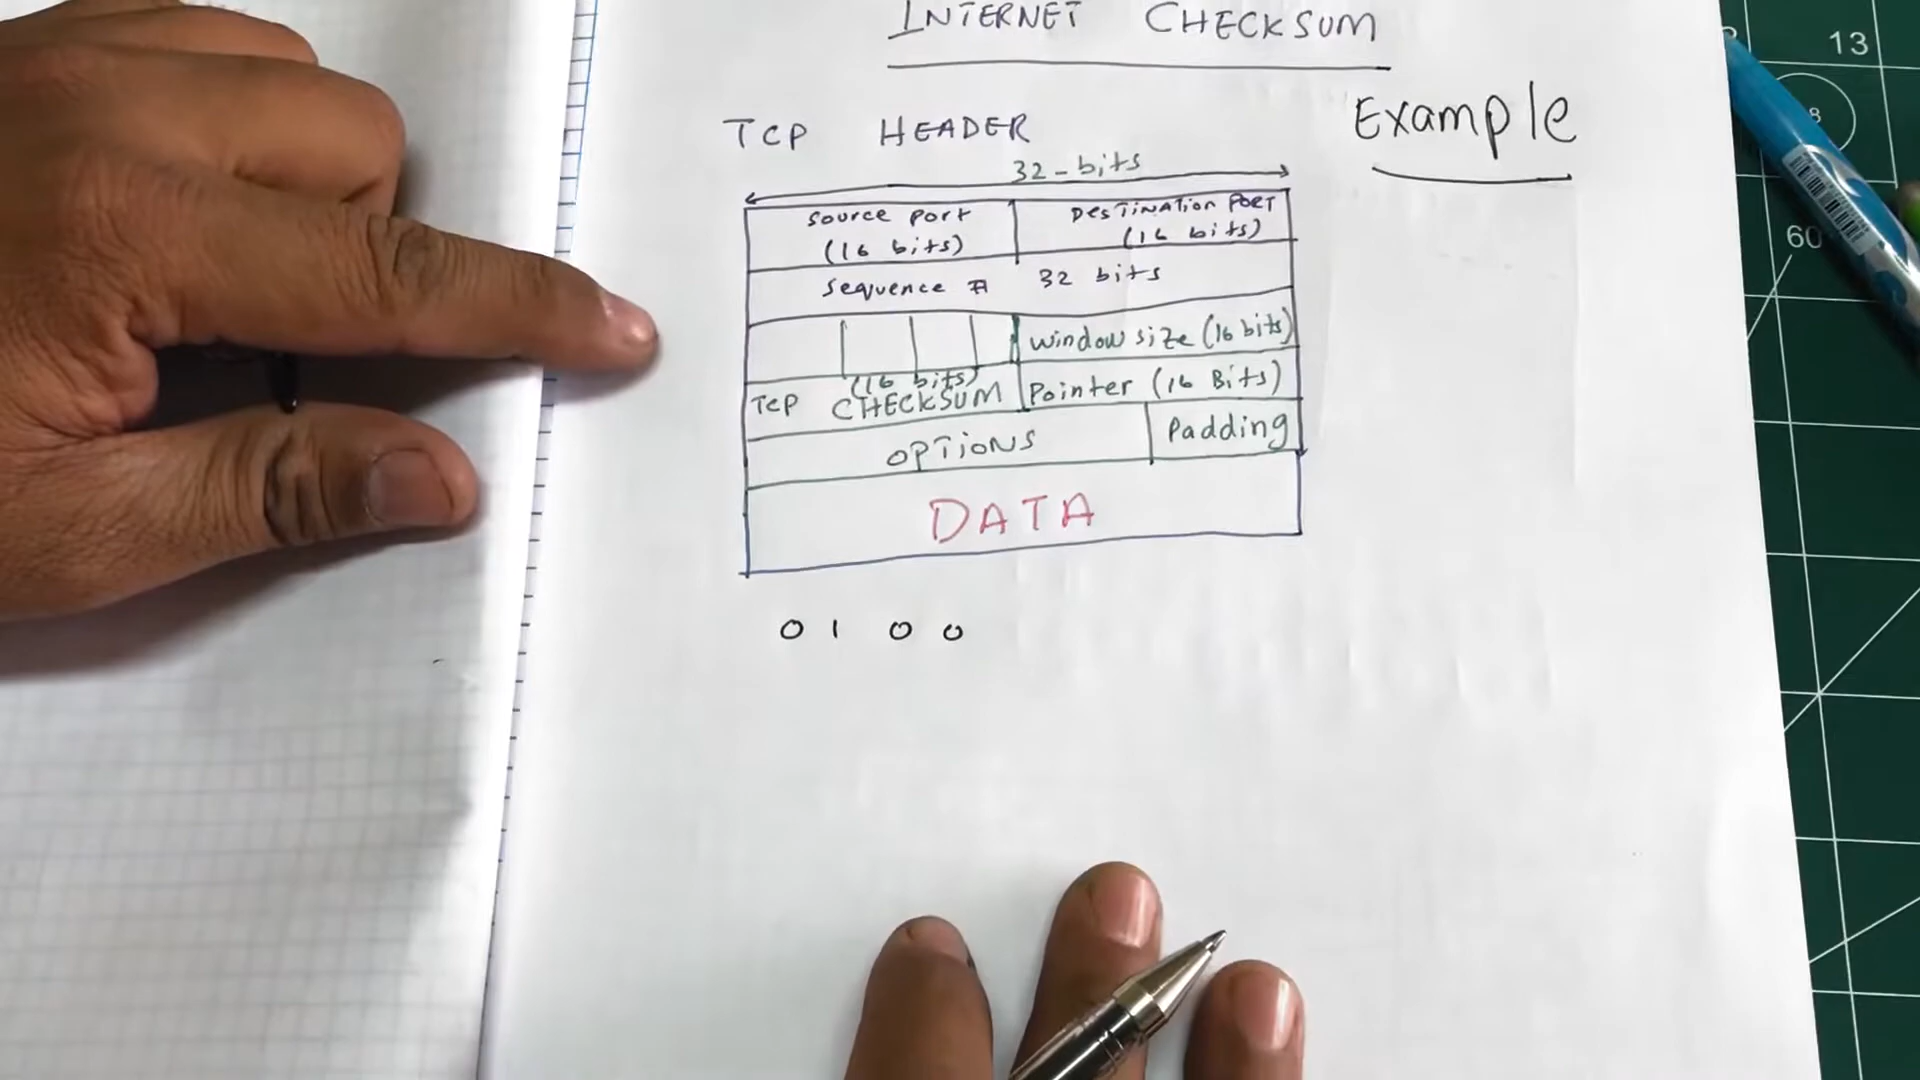 INTERNET CHECKSUM
Example
TCP HEADER
32-bits
source port
(16 bits)
DESTINATION PORT
(16 bits)
sequence # 32 bits
window size (16 bits)
(16 bits)
TCP CHECKSUM
Pointer (16 Bits)
OPTIONS
Padding
DATA
0 1 0 0
13
8
60